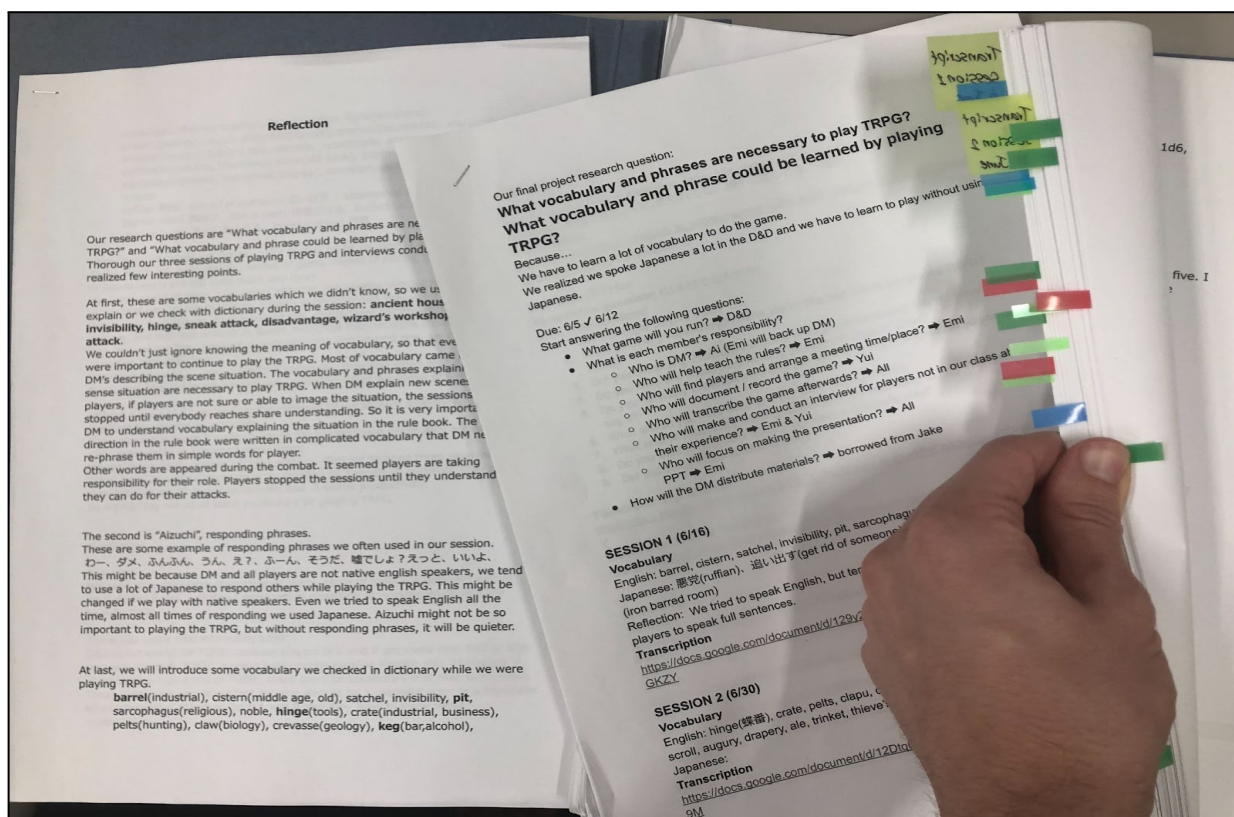 Reflection
Our research questions are "What vocabulary and phrases are
TRPG?" and "What vocabulary and phrase could be learned by
Thorough our three sessions of playing TRPG and interviews
realized few interesting points.
At first, these are some vocabularies which we didn't know, so we
explain or we check with dictionary during the session: ancient
invisibility, hinge, sneak attack, disadvantage, wizard's
attack.
We couldn't just ignore knowing the meaning of vocabulary, so that
were important to continue to play the TRPG. Most of vocabulary came
DM's describing the scene situation. The vocabulary and phrases
sense situation are necessary to play TRPG. When DM explain new
players, if players are not sure or able to image the situation, the sessions
stopped until everybody reaches share understanding. So it is very
DM to understand vocabulary explaining the situation in the rule book. The
direction in the rule book were written in complicated vocabulary that DM
re-phrase them in simple words for player.
Other words are appeared during the combat. It seemed players are taking
responsibility for their role. Players stopped the sessions until they understand
they can do for their attacks.
The second is "Aizuchi", responding phrases.
These are some example of responding phrases we often used in our session.
わー、ダメ、ふんふん、うん、え？、ふーん、そうだ、嘘でしょ？えっと、いいよ、
This might be because DM and all players are not native english speakers, we tend
to use a lot of Japanese to respond others while playing the TRPG. This might be
changed if we play with native speakers. Even we tried to speak English all the
time, almost all times of responding we used Japanese. Aizuchi might not be so
important to playing the TRPG, but without responding phrases, it will be quieter.
At last, we will introduce some vocabulary we checked in dictionary while we were
playing TRPG.
barrel(industrial), cistern(middle age, old), satchel, invisibility, pit,
sarcophagus(religious), noble, hinge(tools), crate(industrial, business),
pelts(hunting), claw(biology), crevasse(geology), keg(bar,alcohol),
Our final project research question:
What vocabulary and phrases are necessary to play TRPG?
What vocabulary and phrase could be learned by playing
TRPG?
Because...
We have to learn a lot of vocabulary to do the game.
We realized we spoke Japanese a lot in the D&D and we have to learn to play without
Japanese.
Due: 6/5 ✓ 6/12
Start answering the following questions:
• What game will you run? ➡ D&D
• What is each member's responsibility?
○ Who is DM? ➡ Ai (Emi will back up DM)
○ Who will help teach the rules? ➡ Emi
○ Who will find players and arrange a meeting time/place? ➡ Emi
○ Who will document / record the game? ➡ Yui
○ Who will transcribe the game afterwards? ➡ All
○ Who will make and conduct an interview for players not in our class
their experience? ➡ Emi & Yui
○ Who will focus on making the presentation? ➡ All
PPT ➡ Emi
• How will the DM distribute materials? ➡ borrowed from Jake
SESSION 1 (6/16)
Vocabulary
English: barrel, cistern, satchel, invisibility, pit,
Japanese: 悪党(ruffian)、追い出す(get rid of
(iron barred room)
Reflection: We tried to speak English, but
players to speak full sentences.
Transcription
https://docs.google.com/document/d/
GKZY
SESSION 2 (6/30)
Vocabulary
English: hinge(蝶番), crate, pelts, clapu,
scroll, augury, drapery, ale, trinket,
Japanese:
Transcription
https://docs.google.com/document/d/
9M
Transcript
session 1
Transcript
session 2
June
1d6,
five. I